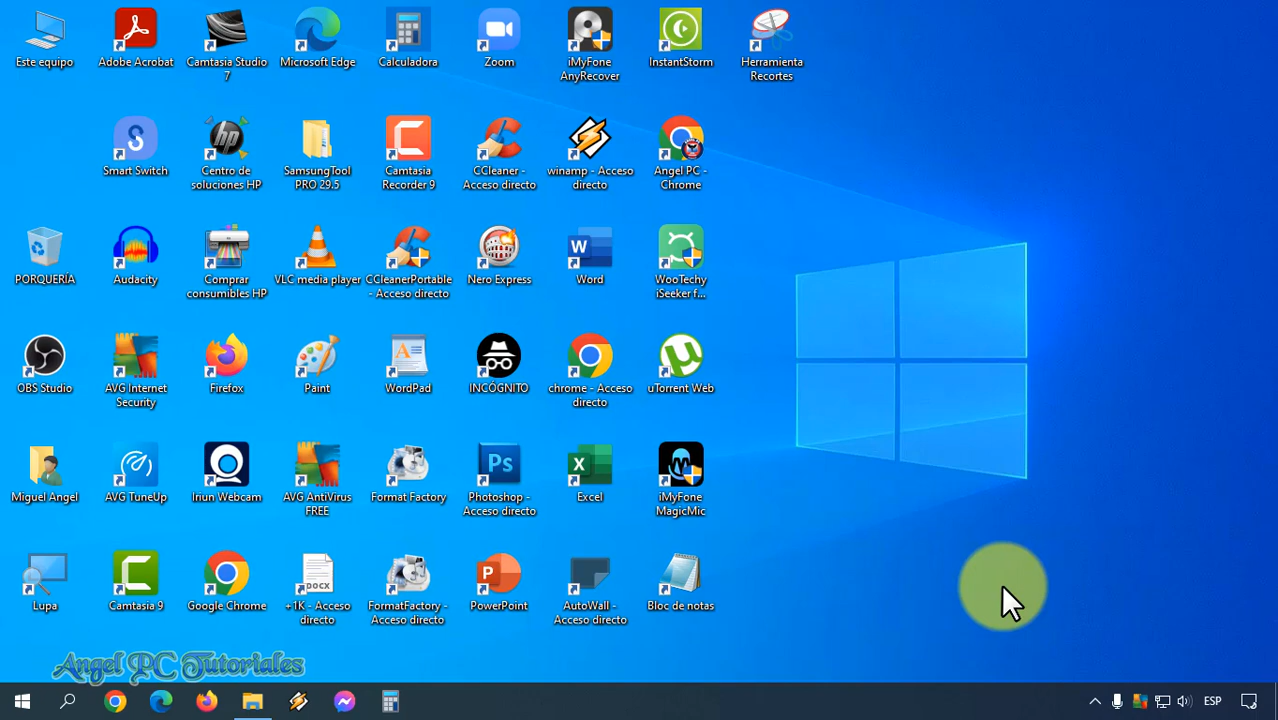 Este equipo
Adobe Acrobat
Camtasia Studio
7
Microsoft Edge
Calculadora
Zoom
iMyFone
AnyRecover
InstantStorm
Herramienta
Recortes
Smart Switch
Centro de
soluciones HP
SamsungTool
PRO 29.5
Camtasia
Recorder 9
CCleaner -
Acceso directo
winamp - Acceso
directo
Angel PC -
Chrome
PORQUERÍA
Audacity
Comprar
consumibles HP
VLC media player
CCleanerPortable
- Acceso directo
Nero Express
Word
WooTechy
iSeeker f...
OBS Studio
AVG Internet
Security
Firefox
Paint
WordPad
INCÓGNITO
chrome - Acceso
directo
uTorrent Web
Miguel Angel
AVG TuneUp
Iriun Webcam
AVG AntiVirus
FREE
Format Factory
Photoshop -
Acceso directo
Excel
iMyFone
MagicMic
Lupa
Camtasia 9
Google Chrome
DOCX
+1K - Acceso
directo
FormatFactory -
Acceso directo
PowerPoint
AutoWall -
Acceso directo
Bloc de notas
Angel PC Tutoriales
ESP